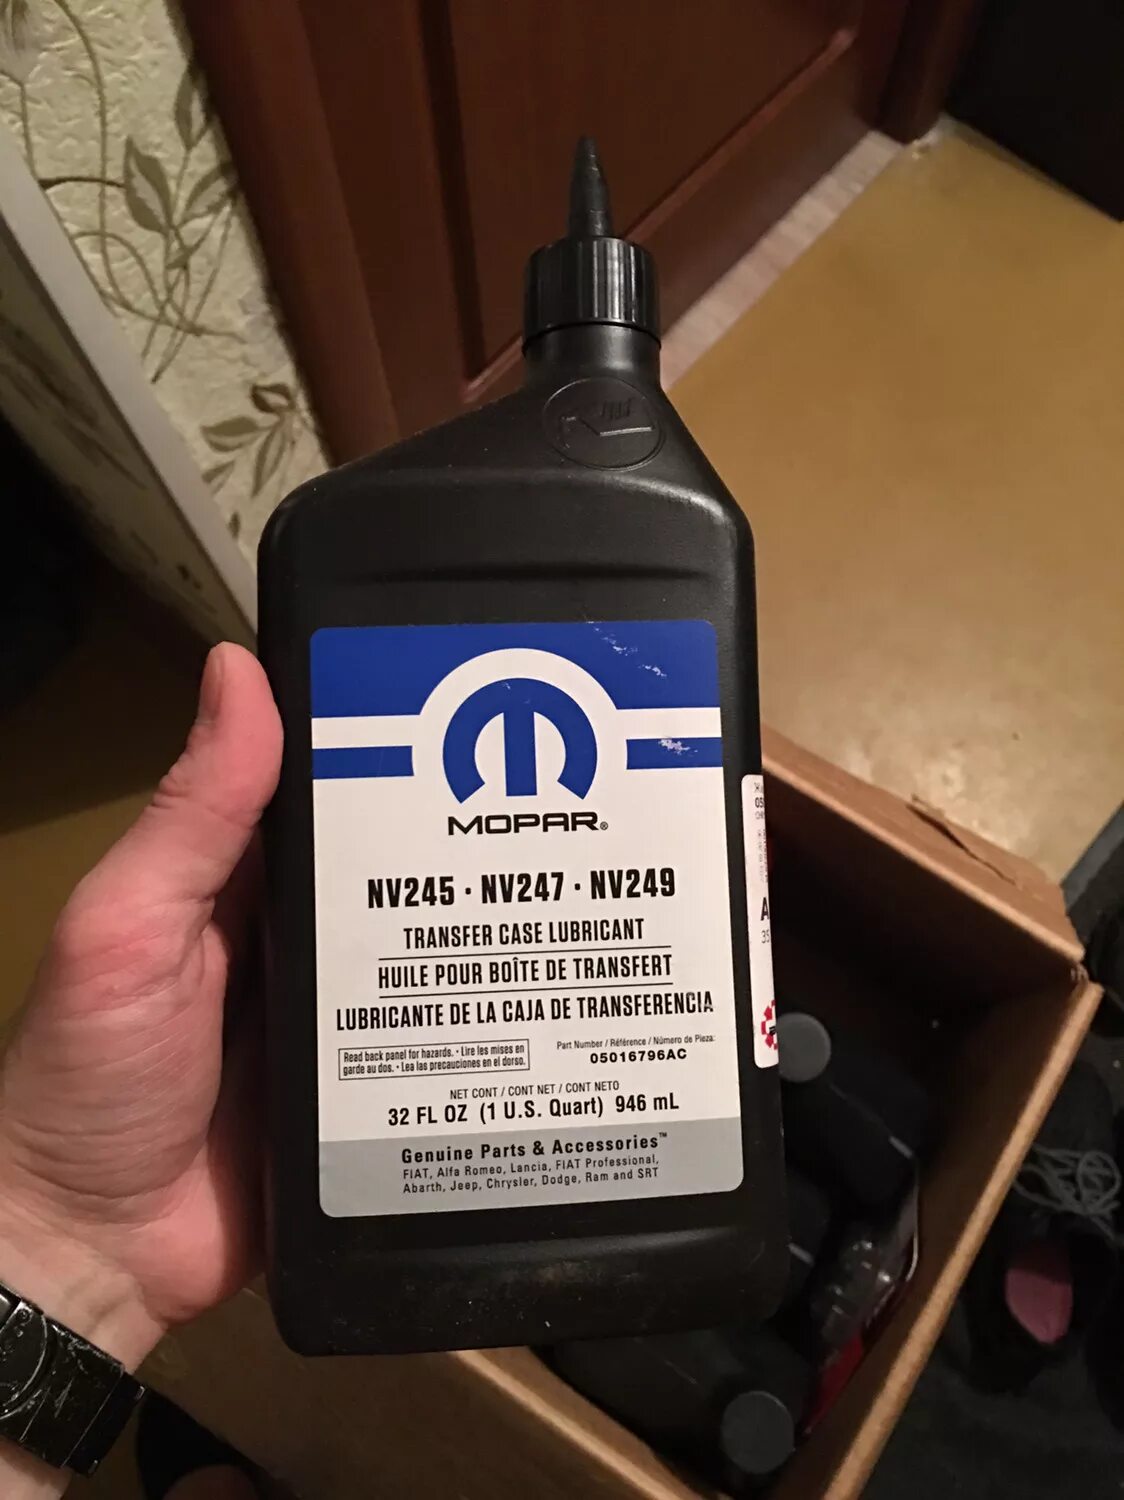 MOPAR®
NV245 · NV247 · NV249
TRANSFER CASE LUBRICANT
HUILE POUR BOÎTE DE TRANSFERT
LUBRICANTE DE LA CAJA DE TRANSFERENCIA
Read back panel for hazards. • Lire les mises en
garde au dos. • Lea las precauciones en el dorso.
Part Number / Référence / Número de Pieza:
05016796AC
NET CONT / CONT NET / CONT NETO
32 FL OZ (1 U.S. Quart) 946 mL
Genuine Parts & Accessories™
FIAT, Alfa Romeo, Lancia, FIAT Professional,
Abarth, Jeep, Chrysler, Dodge, Ram and SRT